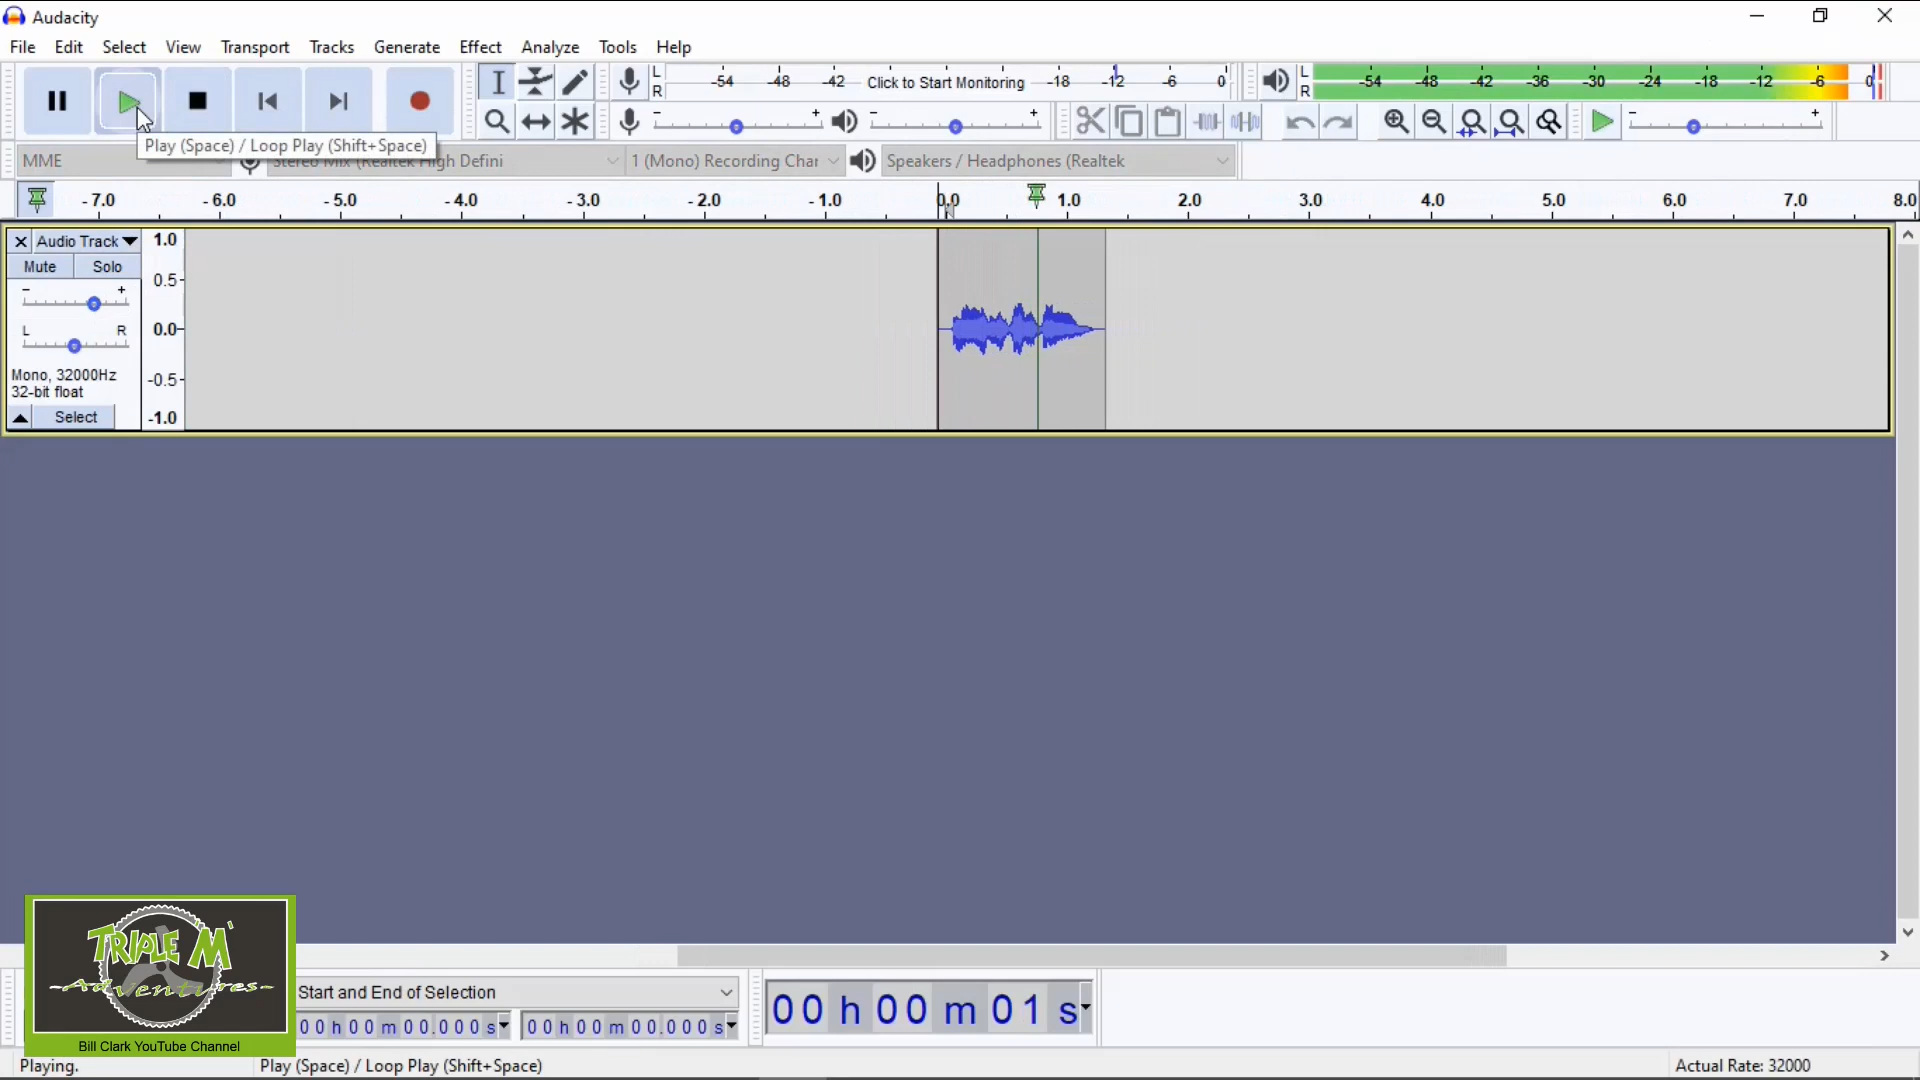 Audacity
File Edit Select View Transport Tracks Generate Effect Analyze Tools Help
L R -54 -48 -42 Click to Start Monitoring -18 -12 -6 0
L R -54 -48 -42 -36 -30 -24 -18 -12 -6 0
Play (Space) / Loop Play (Shift+Space)
MME Stereo Mix (Realtek High Defini 1 (Mono) Recording Char Speakers / Headphones (Realtek
-7.0 -6.0 -5.0 -4.0 -3.0 -2.0 -1.0 0.0 1.0 2.0 3.0 4.0 5.0 6.0 7.0 8.0
Audio Track 1.0
Mute Solo
0.5
- +
L R 0.0
Mono, 32000Hz -0.5
32-bit float
Select -1.0
TRIPLE M
-Adventures-
Bill Clark YouTube Channel
Start and End of Selection
00 h 00 m 00.000 s 00 h 00 m 00.000 s
00 h 00 m 01 s
Playing. Play (Space) / Loop Play (Shift+Space) Actual Rate: 32000